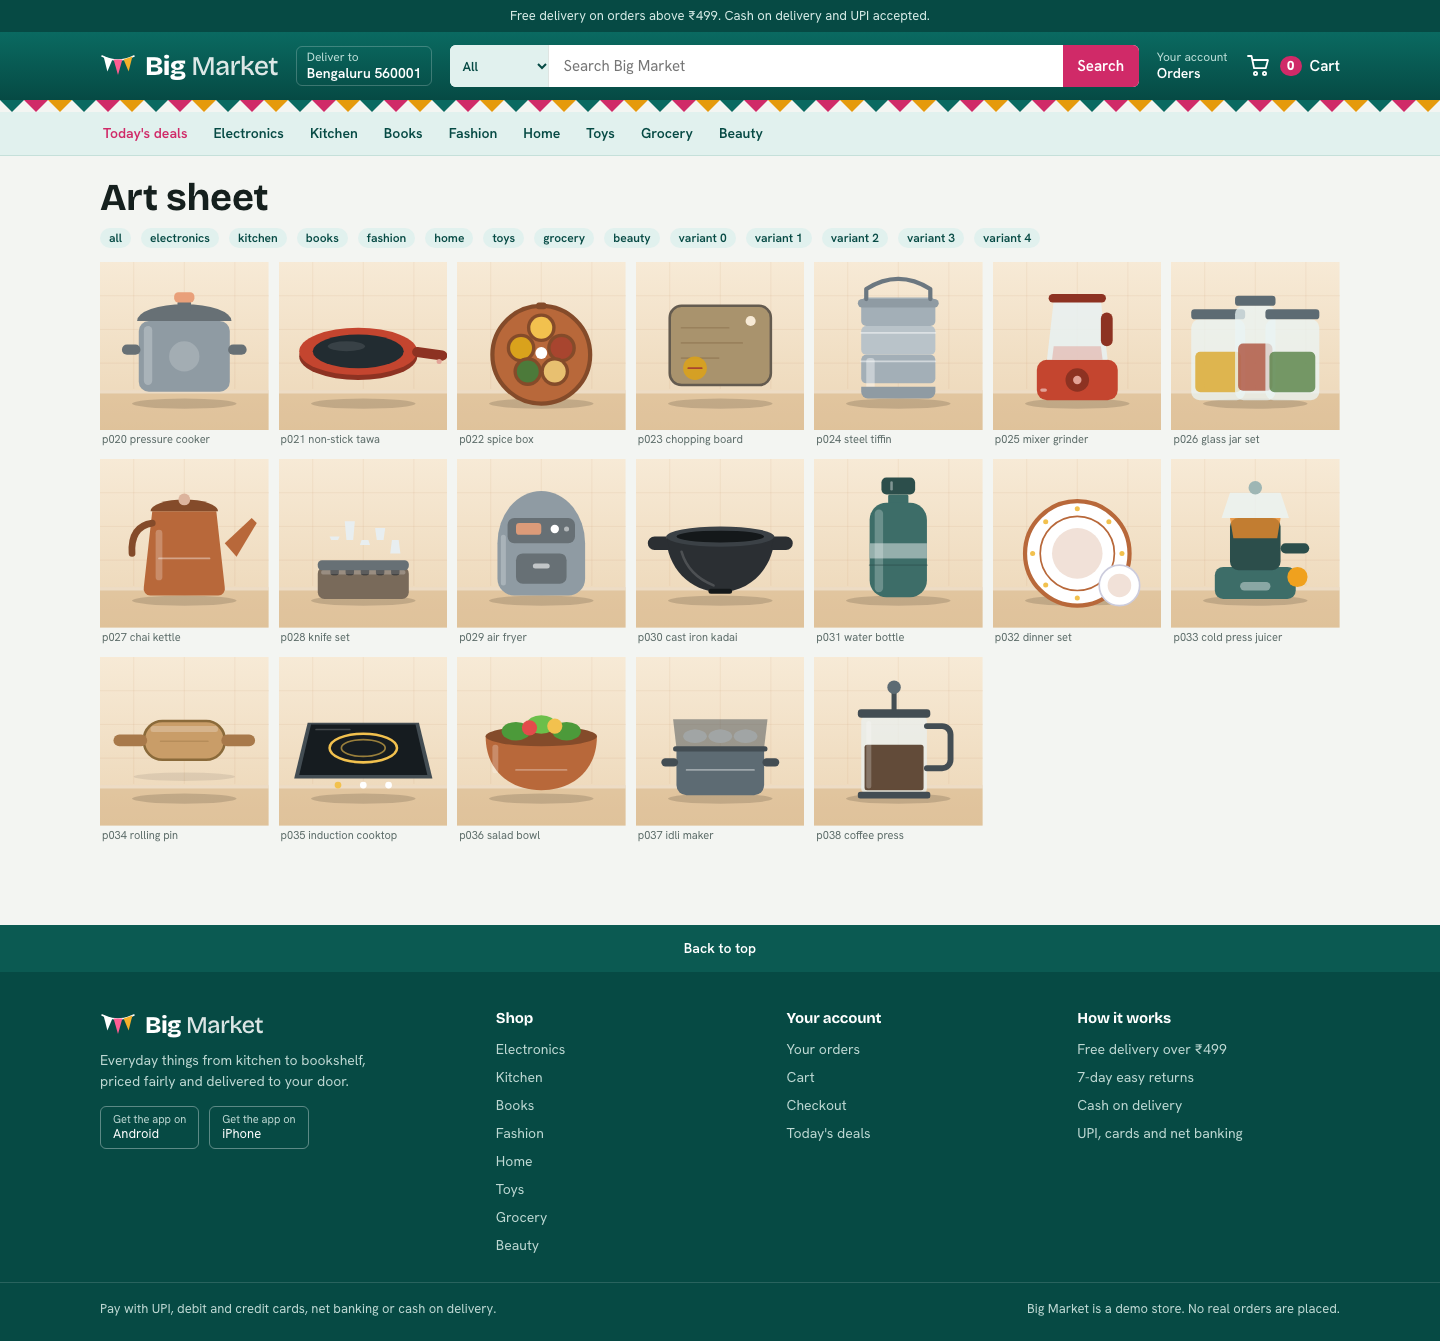 Free delivery on orders above ₹499. Cash on delivery and UPI accepted.
Big Market
Deliver to
Bengaluru 560001
All
Search Big Market
Search
Your account
Orders
0 Cart
Today's deals Electronics Kitchen Books Fashion Home Toys Grocery Beauty
Art sheet
all electronics kitchen books fashion home toys grocery beauty variant 0 variant 1 variant 2 variant 3 variant 4
p020 pressure cooker
p021 non-stick tawa
p022 spice box
p023 chopping board
p024 steel tiffin
p025 mixer grinder
p026 glass jar set
p027 chai kettle
p028 knife set
p029 air fryer
p030 cast iron kadai
p031 water bottle
p032 dinner set
p033 cold press juicer
p034 rolling pin
p035 induction cooktop
p036 salad bowl
p037 idli maker
p038 coffee press
Back to top
Big Market
Everyday things from kitchen to bookshelf,
priced fairly and delivered to your door.
Get the app on
Android
Get the app on
iPhone
Shop
Electronics
Kitchen
Books
Fashion
Home
Toys
Grocery
Beauty
Your account
Your orders
Cart
Checkout
Today's deals
How it works
Free delivery over ₹499
7-day easy returns
Cash on delivery
UPI, cards and net banking
Pay with UPI, debit and credit cards, net banking or cash on delivery.
Big Market is a demo store. No real orders are placed.